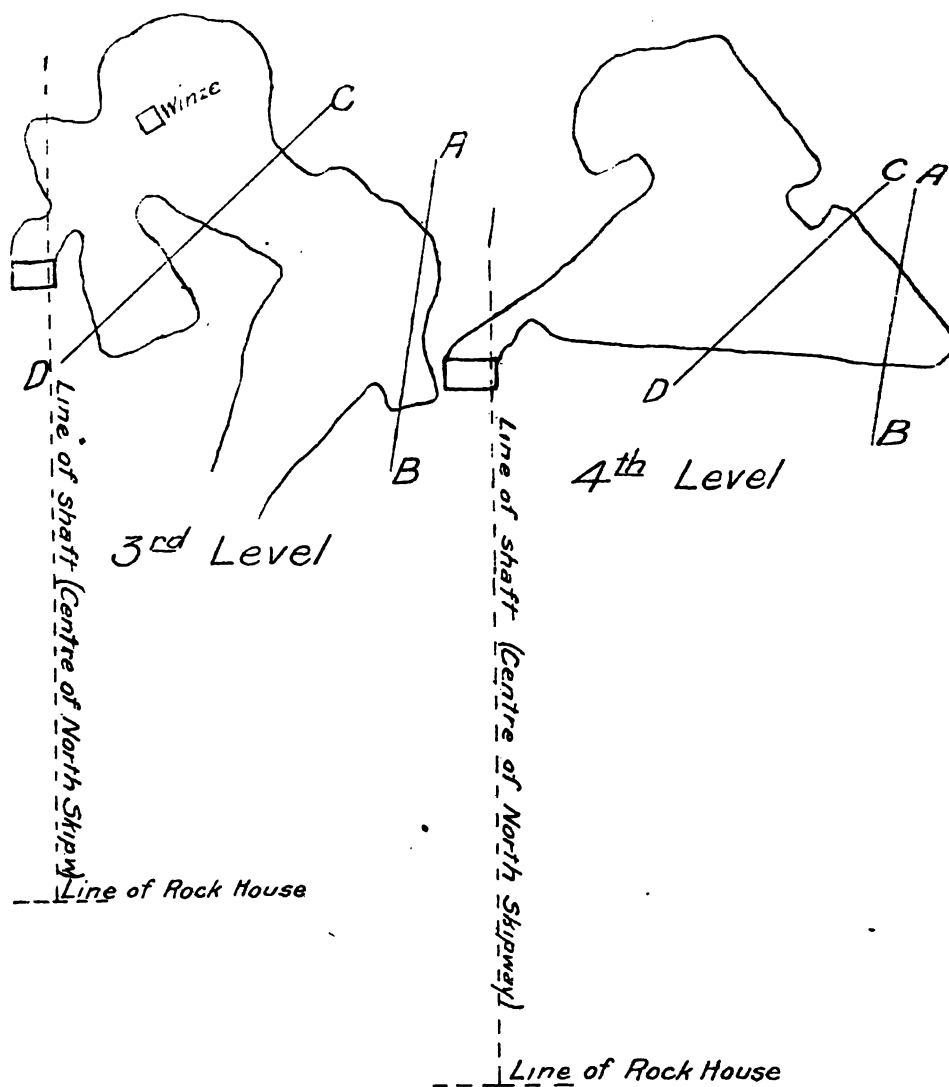 Winze
C
A
D
B
3rd Level
Line of shaft (Centre of North Skipw
Line of Rock House
C
A
D
B
4th Level
Line of shaft (Centre of North Skipway)
Line of Rock House